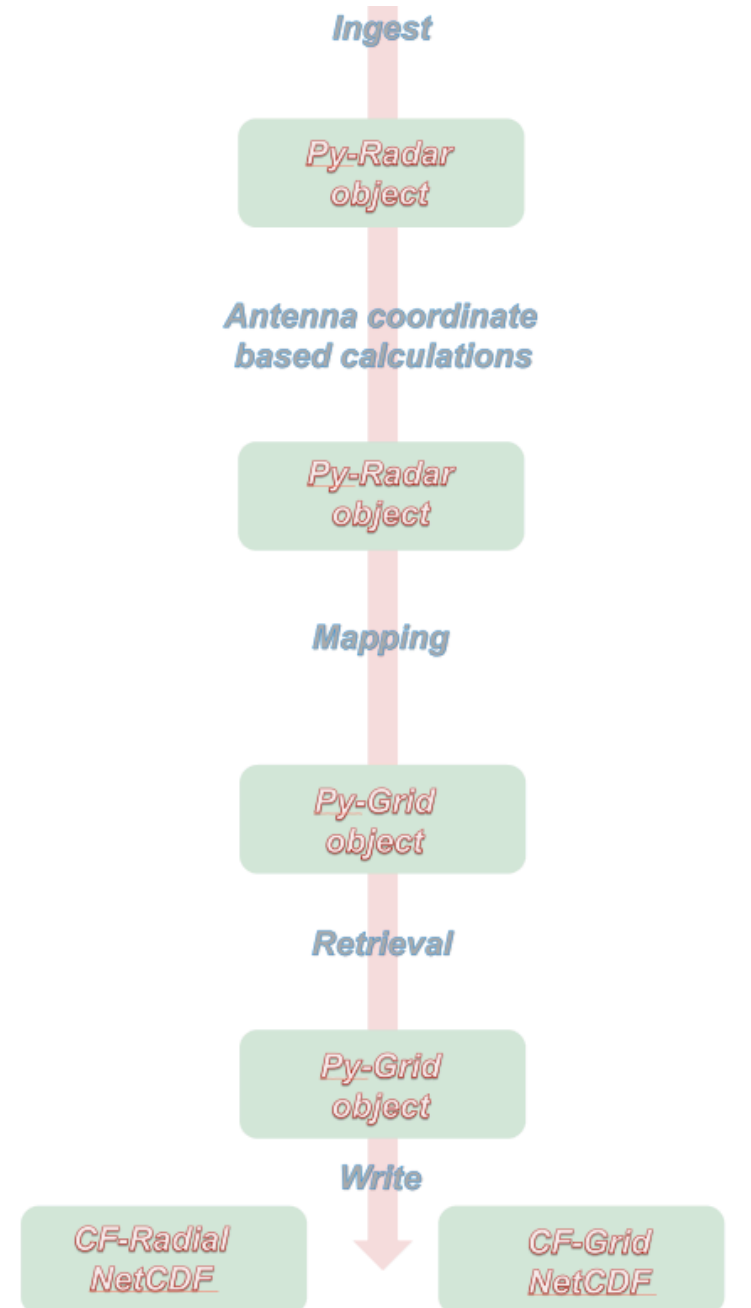 Ingest
Py-Radar
object
Antenna coordinate
based calculations
Py-Radar
object
Mapping
Py-Grid
object
Retrieval
Py-Grid
object
Write
CF-Radial
NetCDF
CF-Grid
NetCDF